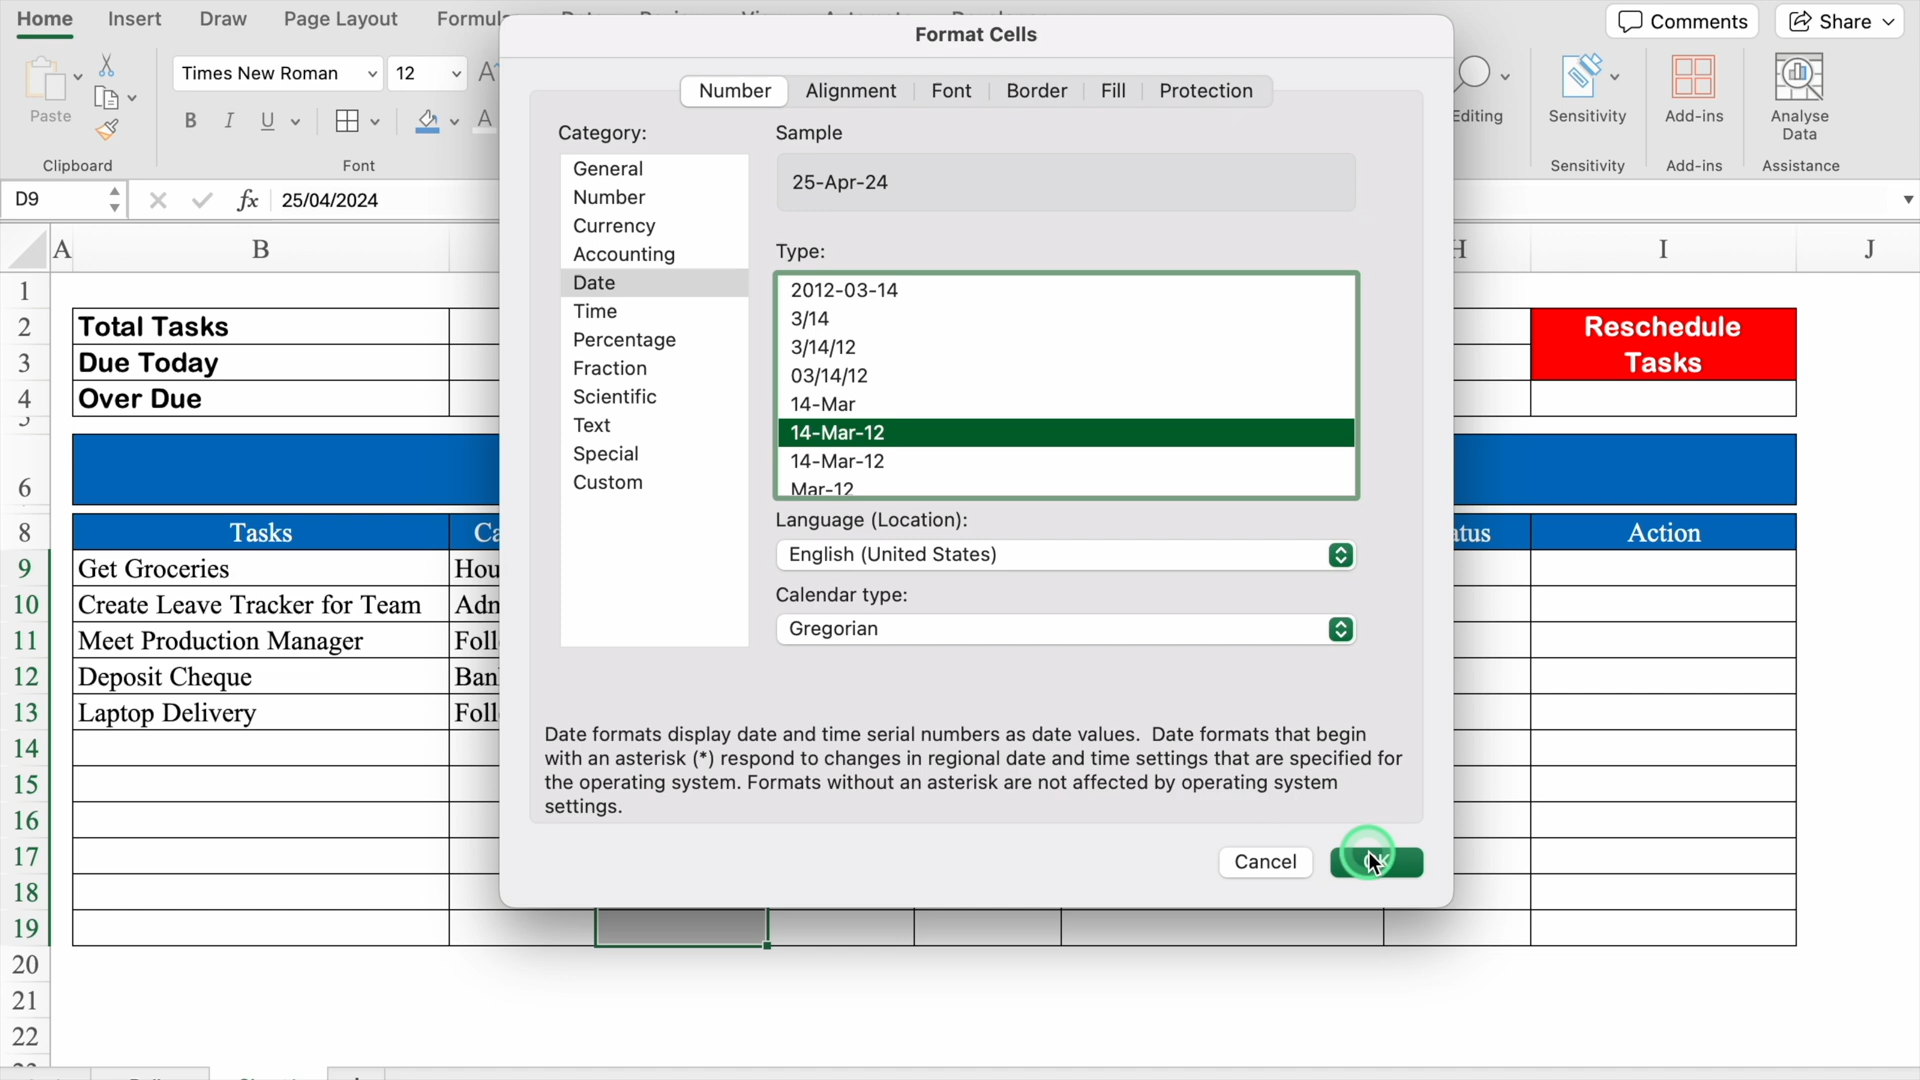 Home Insert Draw Page Layout
Comments Share
Times New Roman 12
Paste
Clipboard Font
Editing Sensitivity Add-ins Analyse
Data
Sensitivity Add-ins Assistance
D9 fx 25/04/2024
Format Cells
Number Alignment Font Border Fill Protection
Category:
General
Number
Currency
Accounting
Date
Time
Percentage
Fraction
Scientific
Text
Special
Custom
Sample
25-Apr-24
Type:
2012-03-14
3/14
3/14/12
03/14/12
14-Mar
14-Mar-12
14-Mar-12
Mar-12
Language (Location):
English (United States)
Calendar type:
Gregorian
Date formats display date and time serial numbers as date values. Date formats that begin
with an asterisk (*) respond to changes in regional date and time settings that are specified for
the operating system. Formats without an asterisk are not affected by operating system
settings.
Cancel OK
A B H I J
1
2 Total Tasks Reschedule
3 Due Today Tasks
4 Over Due
5
6
8 Tasks Action
9 Get Groceries
10 Create Leave Tracker for Team
11 Meet Production Manager
12 Deposit Cheque
13 Laptop Delivery
14
15
16
17
18
19
20
21
22